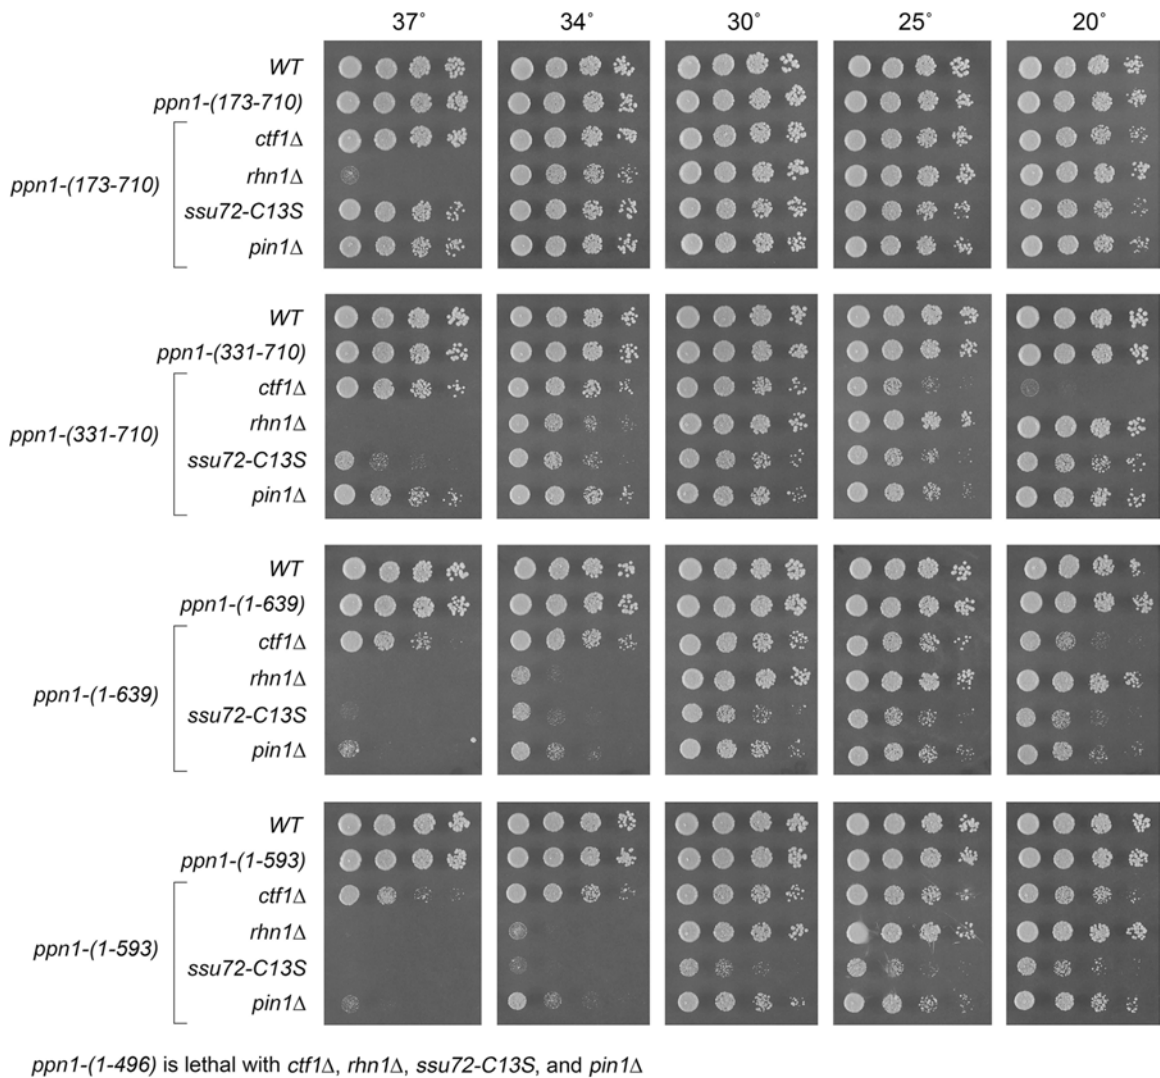 37° 34° 30° 25° 20°
WT
ppn1-(173-710)
ctf1Δ
rhn1Δ
ppn1-(173-710)
ssu72-C13S
pin1Δ
WT
ppn1-(331-710)
ctf1Δ
rhn1Δ
ppn1-(331-710)
ssu72-C13S
pin1Δ
WT
ppn1-(1-639)
ctf1Δ
rhn1Δ
ppn1-(1-639)
ssu72-C13S
pin1Δ
WT
ppn1-(1-593)
ctf1Δ
rhn1Δ
ppn1-(1-593)
ssu72-C13S
pin1Δ
ppn1-(1-496) is lethal with ctf1Δ, rhn1Δ, ssu72-C13S, and pin1Δ